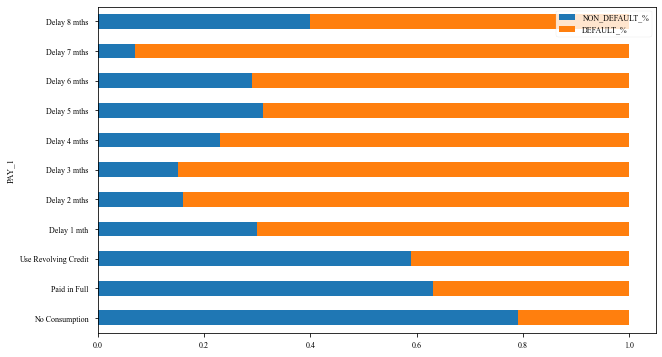 NON_DEFAULT_%
DEFAULT_%
PAY_1
Delay 8 mths
Delay 7 mths
Delay 6 mths
Delay 5 mths
Delay 4 mths
Delay 3 mths
Delay 2 mths
Delay 1 mth
Use Revolving Credit
Paid in Full
No Consumption
0.0 0.2 0.4 0.6 0.8 1.0